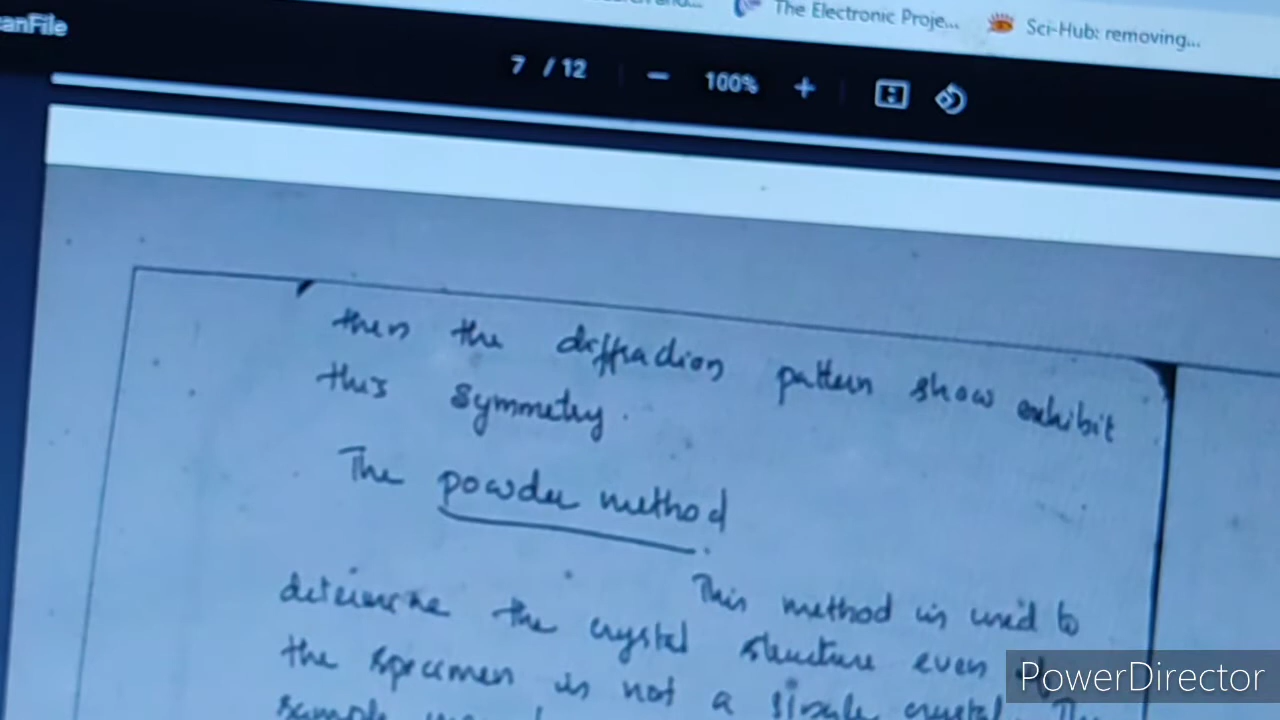 anFile
The Electronic Proje...
Sci-Hub: removing...
7 / 12
100%
then the diffraction pattern show exhibit
this symmetry.
The powder method
This method is used to
determine the crystal structure even
the specimen is not a single crystal.
sample
PowerDirector